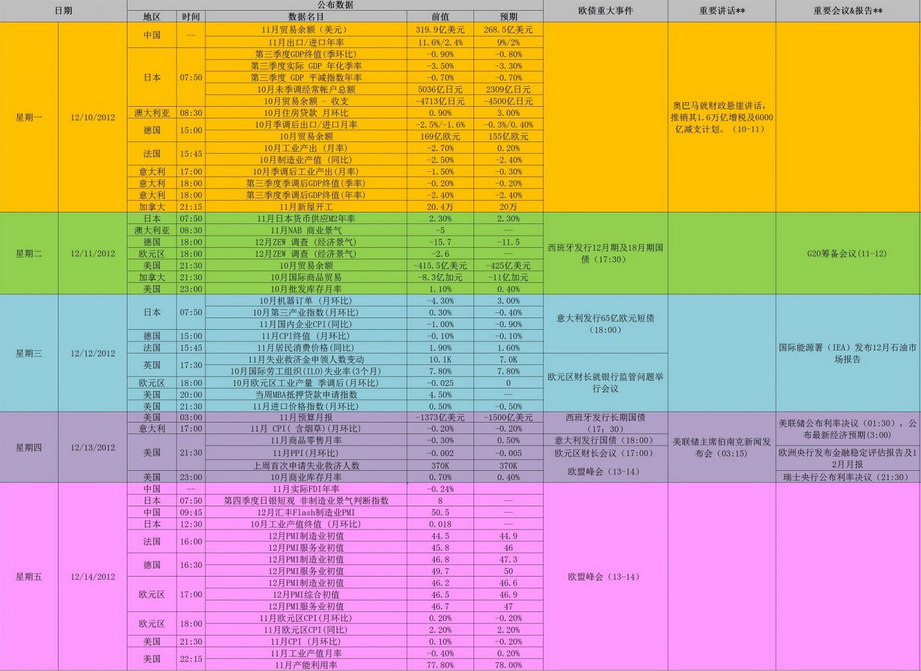 日期 公布数据 欧债重大事件 重要讲话** 重要会议&报告**
地区 时间 数据名目 前值 预期
星期一 12/10/2012
中国 —— 11月贸易余额（美元） 319.9亿美元 268.5亿美元
11月出口/进口年率 11.6%/2.4% 9%/2%
日本 07:50 第三季度GDP终值(季环比) -0.90% -0.80%
第三季度实际 GDP 年化季率 -3.50% -3.30%
第三季度 GDP 平减指数年率 -0.70% -0.70%
10月未季调经常帐户总额 5036亿日元 2309亿日元
10月贸易余额 - 收支 -4713亿日元 -4500亿日元
澳大利亚 08:30 10月住房贷款 月环比 0.90% 3.00%
德国 15:00 10月季调后出口/进口月率 -2.5%/-1.6% -0.3%/0.40%
10月贸易余额 169亿欧元 155亿欧元
法国 15:45 10月工业产出 (月率) -2.70% 0.20%
10月制造业产值 (同比) -2.50% -2.40%
意大利 17:00 10月季调后工业产出(月率) -1.50% -0.30%
意大利 18:00 第三季度季调后GDP终值(季率) -0.20% -0.20%
意大利 18:00 第三季度季调后GDP终值(年率) -2.40% -2.40%
加拿大 21:15 11月新屋开工 20.4万 20万
奥巴马就财政悬崖讲话，
推销其1.6万亿增税及6000
亿减支计划。（10-11）
星期二 12/11/2012
日本 07:50 11月日本货币供应M2年率 2.30% 2.30%
澳大利亚 08:30 11月NAB 商业景气 -5 ——
德国 18:00 12月ZEW 调查 (经济景气) -15.7 -11.5
欧元区 18:00 12月ZEW 调查 (经济景气) -2.6 ——
美国 21:30 10月贸易余额 -415.5亿美元 -425亿美元
加拿大 21:30 10月国际商品贸易 -8.3亿加元 -11亿加元
美国 23:00 10月批发库存月率 1.10% 0.40%
西班牙发行12月期及18月期国
债（17:30）
G20筹备会议(11-12)
星期三 12/12/2012
日本 07:50 10月机器订单 (月环比) -4.30% 3.00%
10月第三产业指数(月环比) 0.30% -0.40%
11月国内企业CPI(同比) -1.00% -0.90%
德国 15:00 11月CPI终值 (月环比) -0.10% -0.10%
法国 15:45 11月居民消费价格(同比) 1.90% 1.60%
英国 17:30 11月失业救济金申领人数变动 10.1K 7.0K
10月国际劳工组织(ILO)失业率(3个月) 7.80% 7.80%
欧元区 18:00 10月欧元区工业产量 季调后(月环比) -0.025 0
美国 20:00 当周MBA抵押贷款申请指数 4.50% ——
美国 21:30 11月进口价格指数(月环比) 0.50% -0.50%
意大利发行65亿欧元短债
（18:00）
欧元区财长就银行监管问题举
行会议
国际能源署（IEA）发布12月石油市
场报告
星期四 12/13/2012
美国 03:00 11月预算月报 -1373亿美元 -1500亿美元
意大利 17:00 11月 CPI( 含烟草)(月环比) -0.20% -0.20%
美国 21:30 11月商品零售月率 -0.30% 0.50%
11月PPI(月环比) -0.002 -0.005
上周首次申请失业救济人数 370K 370K
美国 23:00 10月商业库存月率 0.70% 0.40%
西班牙发行长期国债
（17；30）
意大利发行国债（18:00）
欧元区财长会议（17:00）
欧盟峰会（13-14）
美联储主席伯南克新闻发
布会（03:15）
美联储公布利率决议（01:30），公
布最新经济预期(3:00)
欧洲央行发布金融稳定评估报告及1
2月月报
瑞士央行公布利率决议（21:30）
星期五 12/14/2012
中国 —— 11月实际FDI年率 -0.24%
日本 07:50 第四季度日银短观 非制造业景气判断指数 8 ——
中国 09:45 12月汇丰Flash制造业PMI 50.5 ——
日本 12:30 10月工业产值终值 (月环比) 0.018 ——
法国 16:00 12月PMI制造业初值 44.5 44.9
12月PMI服务业初值 45.8 46
德国 16:30 12月PMI制造业初值 46.8 47.3
12月PMI服务业初值 49.7 50
欧元区 17:00 12月PMI制造业初值 46.2 46.6
12月PMI综合初值 46.5 46.9
12月PMI服务业初值 46.7 47
欧元区 18:00 11月欧元区CPI(月环比) 0.20% -0.20%
11月欧元区CPI(同比) 2.20% 2.20%
美国 21:30 11月CPI (月环比) 0.10% -0.20%
美国 22:15 11月工业产值月率 -0.40% 0.20%
11月产能利用率 77.80% 78.00%
欧盟峰会（13-14）